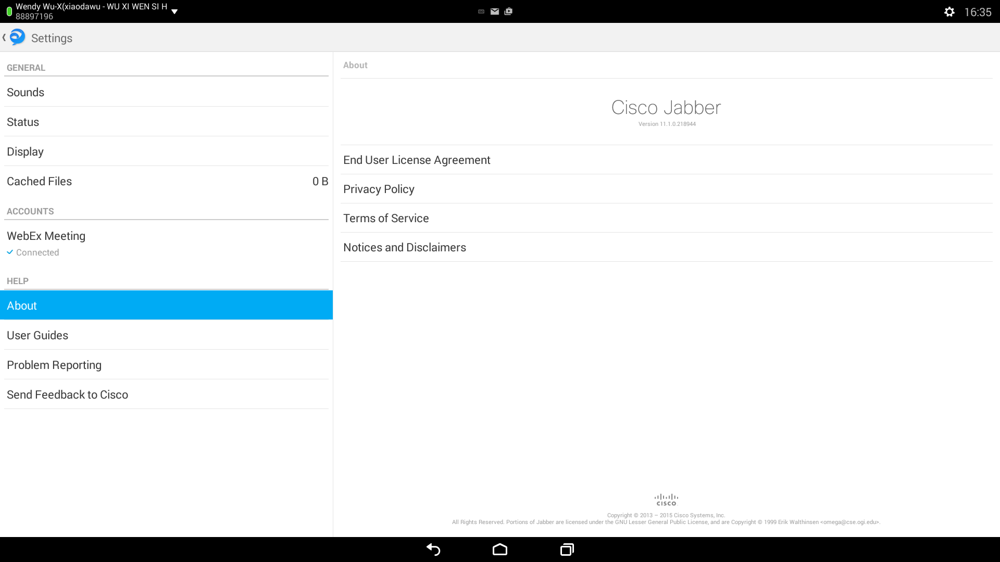 Wendy Wu-X(xiaodawu - WU XI WEN SI H
88897196
16:35
Settings
GENERAL
Sounds
Status
Display
Cached Files 0 B
ACCOUNTS
WebEx Meeting
Connected
HELP
About
User Guides
Problem Reporting
Send Feedback to Cisco
About
Cisco Jabber
Version 11.1.0.218944
End User License Agreement
Privacy Policy
Terms of Service
Notices and Disclaimers
CISCO
Copyright © 2013 – 2015 Cisco Systems, Inc.
All Rights Reserved. Portions of Jabber are licensed under the GNU Lesser General Public License, and are Copyright © 1999 Erik Walthinsen <omega@cse.ogi.edu>.